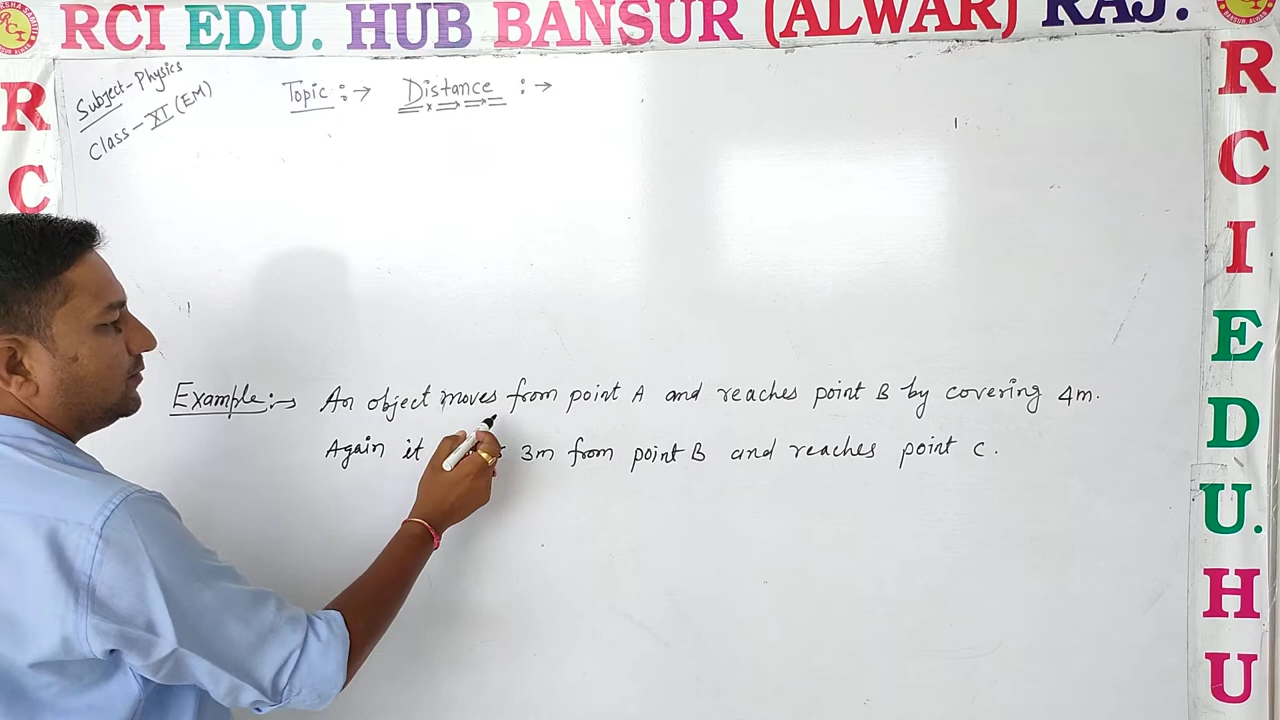 RCI EDU. HUB BANSUR (ALWAR) RAJ.
Subject-Physics
Class-XI (EM)
Topic :→ Distance :→
Example:→ An object moves from point A and reaches point B by covering 4m.
Again it 3m from point B and reaches point C.
R
C
R
C
I
E
D
U.
H
U